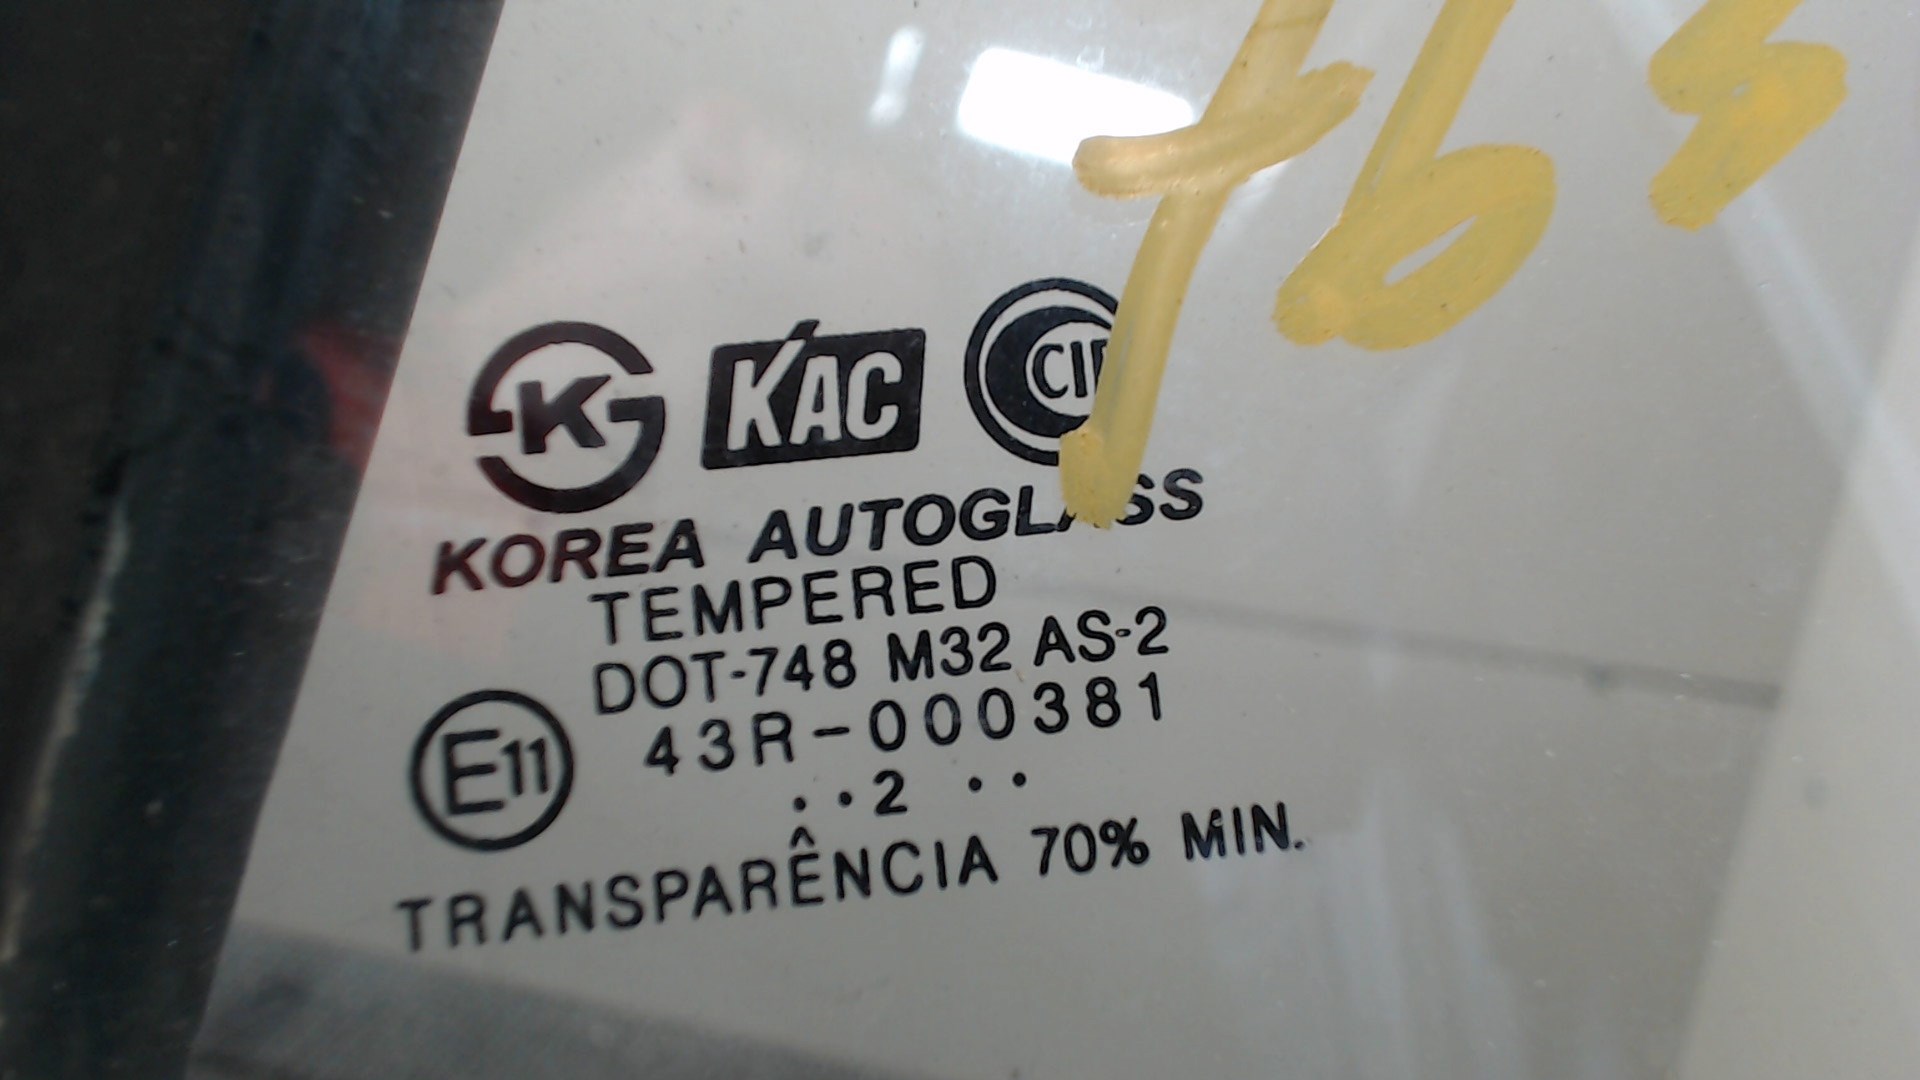 K KAC
KOREA AUTOGLASS
TEMPERED
DOT-748 M32 AS-2
E11 43R-000381
..2 ..
TRANSPARÊNCIA 70% MIN.